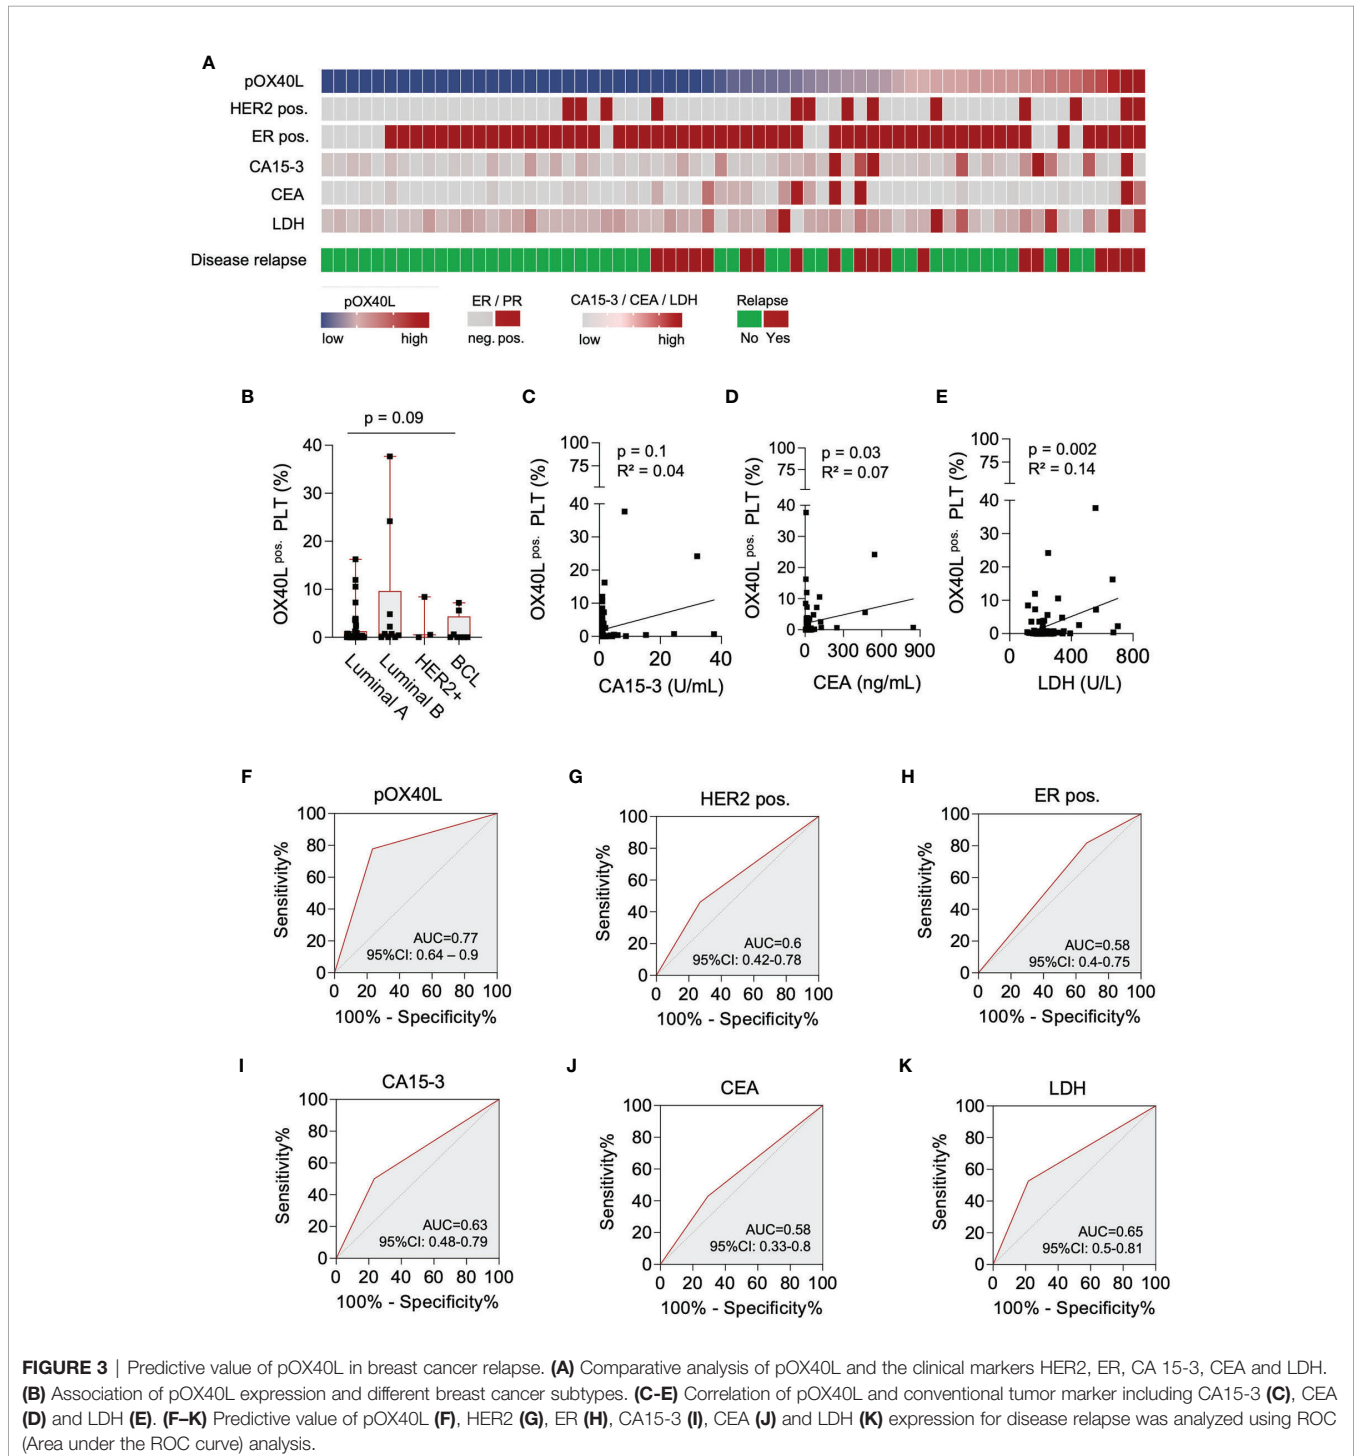 A
pOX40L
HER2 pos.
ER pos.
CA15-3
CEA
LDH
Disease relapse
pOX40L
low high
ER / PR
neg. pos.
CA15-3 / CEA / LDH
low high
Relapse
No Yes
B
p = 0.09
OX40L pos. PLT (%)
40
30
20
10
0
Luminal A
Luminal B
HER2+
BCL
C
p = 0.1
R² = 0.04
OX40L pos. PLT (%)
100
75
40
30
20
10
0
0 20 40
CA15-3 (U/mL)
D
p = 0.03
R² = 0.07
OX40L pos. PLT (%)
100
75
40
30
20
10
0
0 300 600 900
CEA (ng/mL)
E
p = 0.002
R² = 0.14
OX40L pos. PLT (%)
100
75
40
30
20
10
0
0 400 800
LDH (U/L)
F
pOX40L
Sensitivity%
100
80
60
40
20
0
AUC=0.77
95%CI: 0.64 – 0.9
0 20 40 60 80 100
100% - Specificity%
G
HER2 pos.
Sensitivity%
100
80
60
40
20
0
AUC=0.6
95%CI: 0.42-0.78
0 20 40 60 80 100
100% - Specificity%
H
ER pos.
Sensitivity%
100
80
60
40
20
0
AUC=0.58
95%CI: 0.4-0.75
0 20 40 60 80 100
100% - Specificity%
I
CA15-3
Sensitivity%
100
80
60
40
20
0
AUC=0.63
95%CI: 0.48-0.79
0 20 40 60 80 100
100% - Specificity%
J
CEA
Sensitivity%
100
80
60
40
20
0
AUC=0.58
95%CI: 0.33-0.8
0 20 40 60 80 100
100% - Specificity%
K
LDH
Sensitivity%
100
80
60
40
20
0
AUC=0.65
95%CI: 0.5-0.81
0 20 40 60 80 100
100% - Specificity%
FIGURE 3 | Predictive value of pOX40L in breast cancer relapse. (A) Comparative analysis of pOX40L and the clinical markers HER2, ER, CA 15-3, CEA and LDH.
(B) Association of pOX40L expression and different breast cancer subtypes. (C-E) Correlation of pOX40L and conventional tumor marker including CA15-3 (C), CEA
(D) and LDH (E). (F–K) Predictive value of pOX40L (F), HER2 (G), ER (H), CA15-3 (I), CEA (J) and LDH (K) expression for disease relapse was analyzed using ROC
(Area under the ROC curve) analysis.